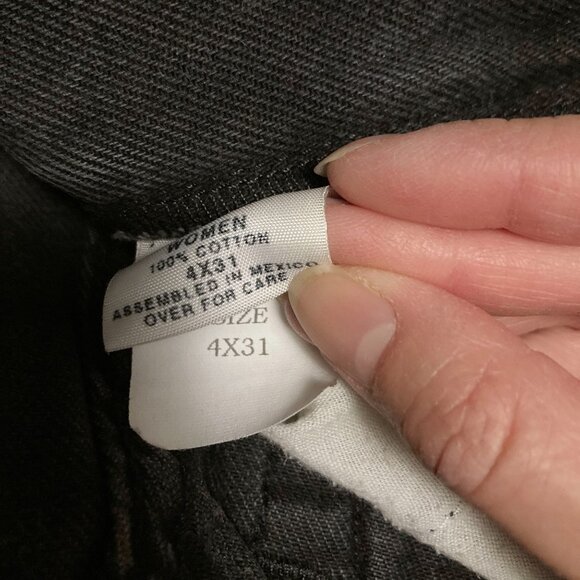 WOMEN
100% COTTON
4X31
ASSEMBLED IN MEXICO
OVER FOR CARE
SIZE
4X31